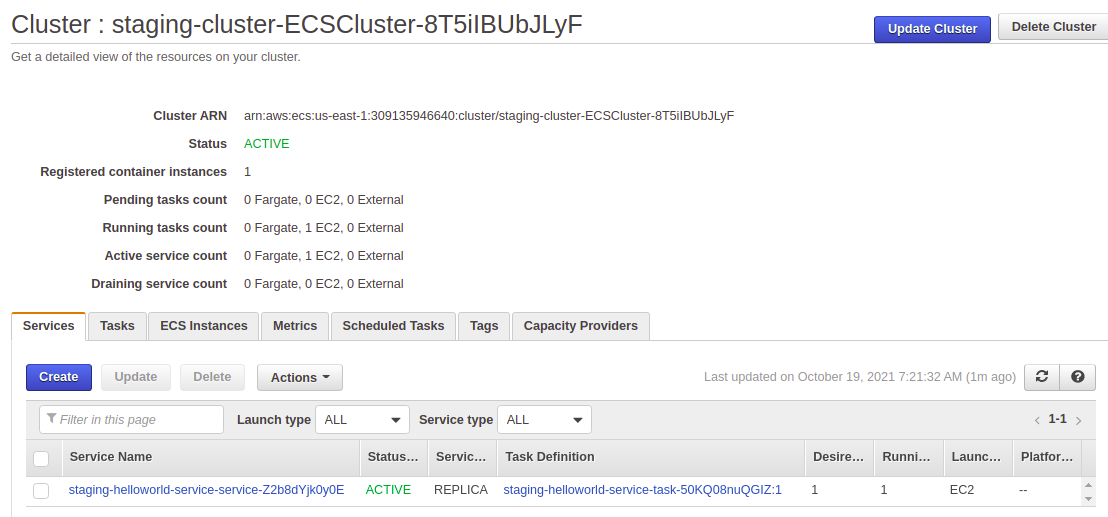 Cluster : staging-cluster-ECSCluster-8T5iIBUbJLyF
Update Cluster
Delete Cluster
Get a detailed view of the resources on your cluster.
Cluster ARN arn:aws:ecs:us-east-1:309135946640:cluster/staging-cluster-ECSCluster-8T5iIBUbJLyF
Status ACTIVE
Registered container instances 1
Pending tasks count 0 Fargate, 0 EC2, 0 External
Running tasks count 0 Fargate, 1 EC2, 0 External
Active service count 0 Fargate, 1 EC2, 0 External
Draining service count 0 Fargate, 0 EC2, 0 External
Services Tasks ECS Instances Metrics Scheduled Tasks Tags Capacity Providers
Create Update Delete Actions Last updated on October 19, 2021 7:21:32 AM (1m ago)
Filter in this page Launch type ALL Service type ALL < 1-1 >
Service Name Status... Servic... Task Definition Desire... Runni... Launc... Platfor...
staging-helloworld-service-service-Z2b8dYjk0y0E ACTIVE REPLICA staging-helloworld-service-task-50KQ08nuQGIZ:1 1 1 EC2 --